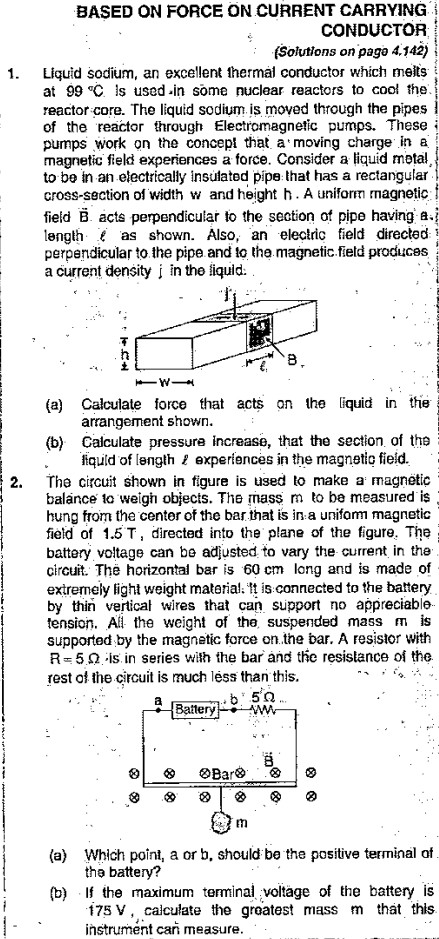 BASED ON FORCE ON CURRENT CARRYING
CONDUCTOR
(Solutions on page 4.142)
1. Liquid sodium, an excellent thermal conductor which melts
at 99 °C is used in some nuclear reactors to cool the
reactor core. The liquid sodium is moved through the pipes
of the reactor through Electromagnetic pumps. These
pumps work on the concept that a moving charge in a
magnetic field experiences a force. Consider a liquid metal
to be in an electrically insulated pipe that has a rectangular
cross-section of width w and height h. A uniform magnetic
field B acts perpendicular to the section of pipe having a
length ℓ as shown. Also, an electric field directed
perpendicular to the pipe and to the magnetic field produces
a current density j in the liquid.
j
h
w
ℓ
B
(a) Calculate force that acts on the liquid in the
arrangement shown.
(b) Calculate pressure increase, that the section of the
liquid of length ℓ experiences in the magnetic field.
2. The circuit shown in figure is used to make a magnetic
balance to weigh objects. The mass m to be measured is
hung from the center of the bar that is in a uniform magnetic
field of 1.5 T, directed into the plane of the figure. The
battery voltage can be adjusted to vary the current in the
circuit. The horizontal bar is 60 cm long and is made of
extremely light weight material. It is connected to the battery
by thin vertical wires that can support no appreciable
tension. All the weight of the suspended mass m is
supported by the magnetic force on the bar. A resistor with
R = 5 Ω is in series with the bar and the resistance of the
rest of the circuit is much less than this.
a Battery b 5 Ω
B
Bar
m
(a) Which point, a or b, should be the positive terminal of
the battery?
(b) If the maximum terminal voltage of the battery is
175 V, calculate the greatest mass m that this
instrument can measure.